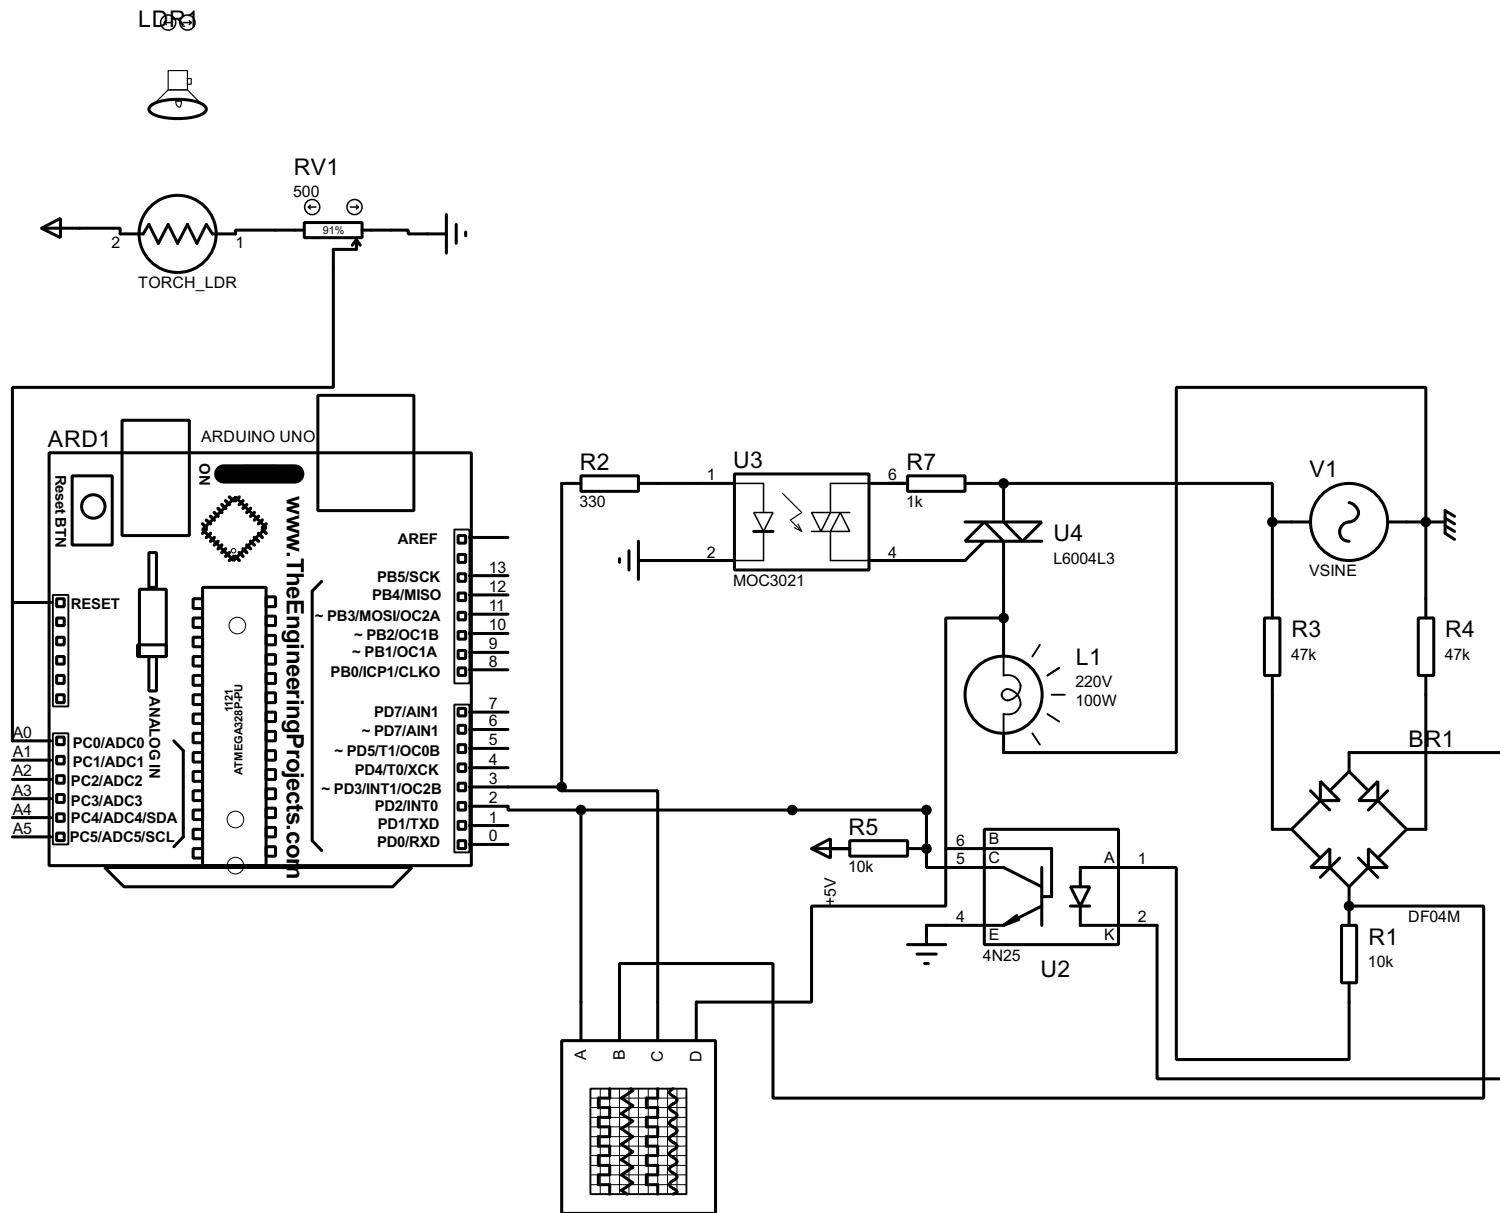 LDR1
RV1
500
91%
2
1
TORCH_LDR
ARD1
ARDUINO UNO
ON
Reset BTN
www.TheEngineeringProjects.com
AREF
PB5/SCK 13
PB4/MISO 12
~ PB3/MOSI/OC2A 11
~ PB2/OC1B 10
~ PB1/OC1A 9
PB0/ICP1/CLKO 8
RESET
1121
ATMEGA328P-PU
ANALOG IN
PD7/AIN1 7
~ PD7/AIN1 6
~ PD5/T1/OC0B 5
PD4/T0/XCK 4
~ PD3/INT1/OC2B 3
PD2/INT0 2
PD1/TXD 1
PD0/RXD 0
A0 PC0/ADC0
A1 PC1/ADC1
A2 PC2/ADC2
A3 PC3/ADC3
A4 PC4/ADC4/SDA
A5 PC5/ADC5/SCL
R2
330
1
2
U3
MOC3021
6
4
R7
1k
U4
L6004L3
V1
VSINE
R3
47k
R4
47k
L1
220V
100W
BR1
DF04M
R1
10k
R5
10k
+5V
6 B
5 C
4 E
A 1
K 2
4N25
U2
A
B
C
D